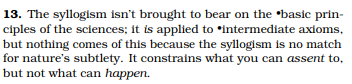 13. The syllogism isn't brought to bear on the •basic prin-
ciples of the sciences; it is applied to •intermediate axioms,
but nothing comes of this because the syllogism is no match
for nature's subtlety. It constrains what you can assent to,
but not what can happen.